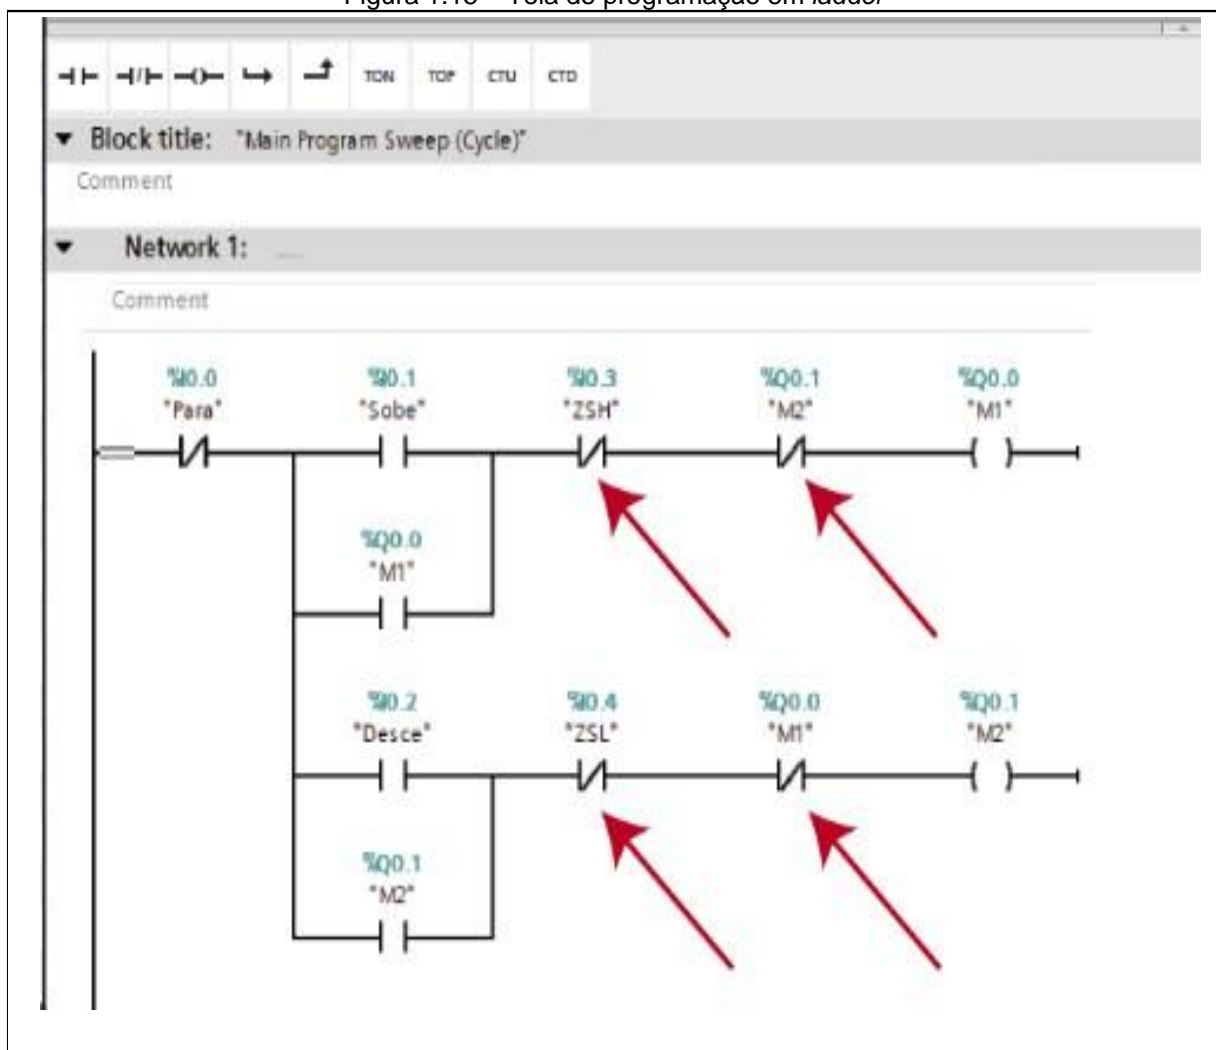 Figura 1.18 – Tela de programação em ladder
TON TOF CTU CTD
Block title: "Main Program Sweep (Cycle)"
Comment
Network 1: .....
Comment
%I0.0 %I0.1 %I0.3 %Q0.1 %Q0.0
"Para" "Sobe" "ZSH" "M2" "M1"
%Q0.0
"M1"
%I0.2 %I0.4 %Q0.0 %Q0.1
"Desce" "ZSL" "M1" "M2"
%Q0.1
"M2"